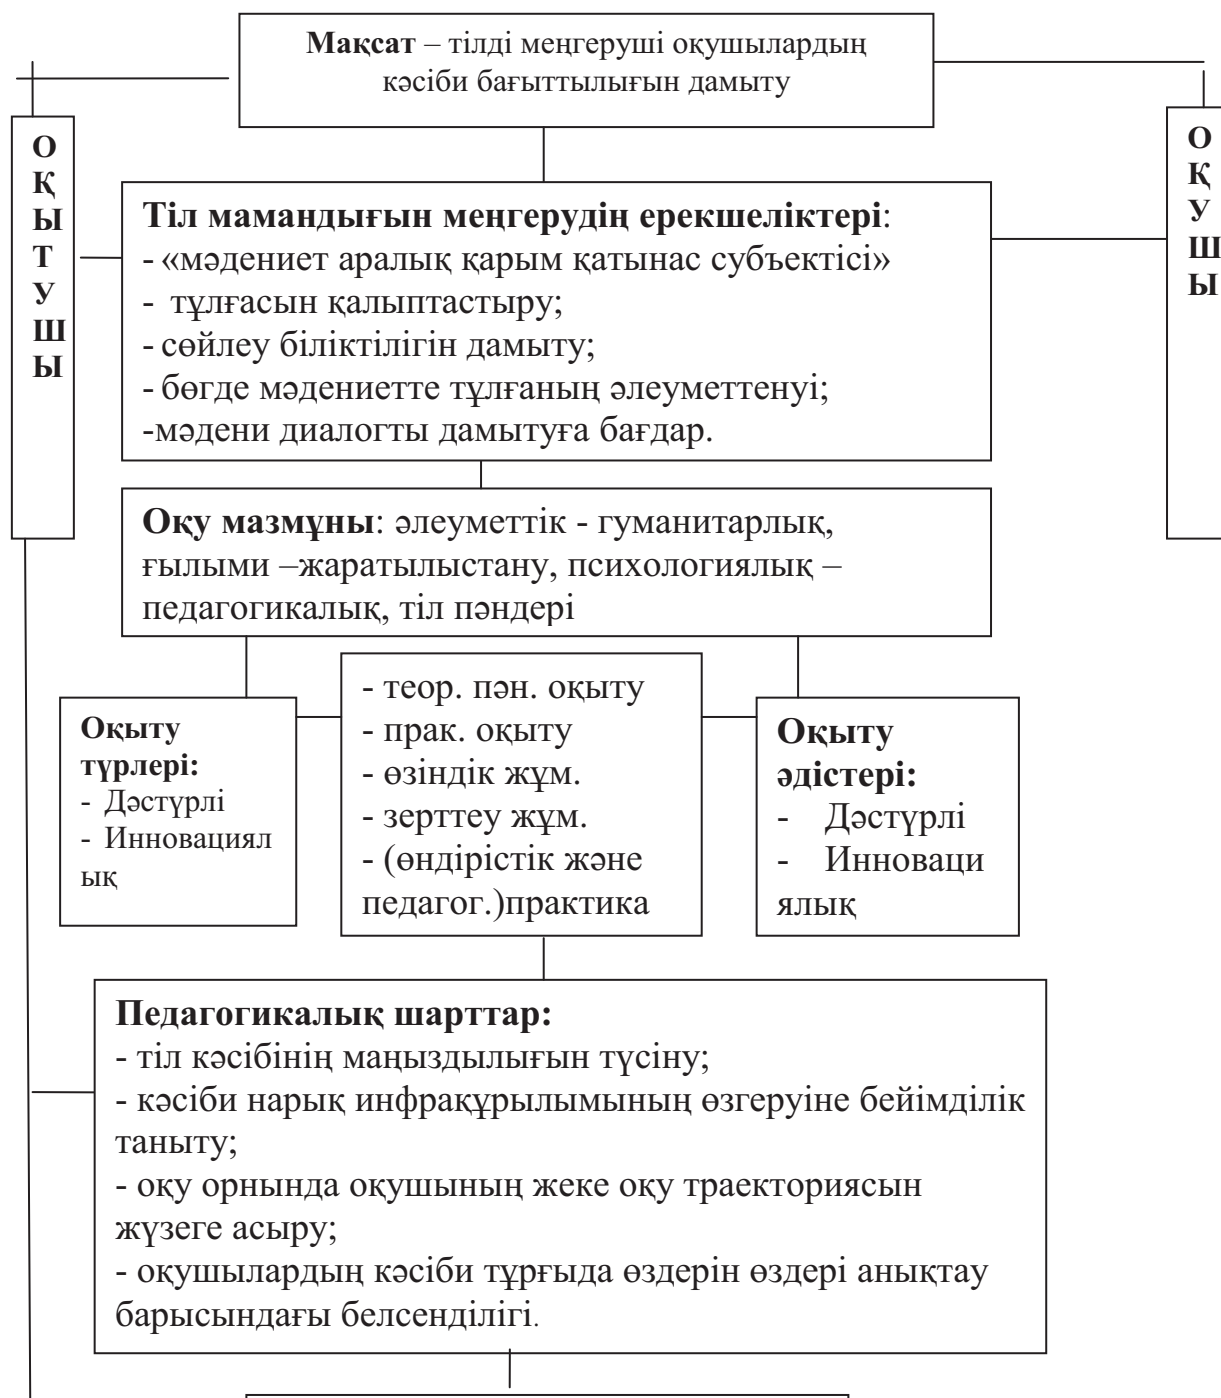 Мақсат – тілді меңгеруші оқушылардың
кәсіби бағыттылығын дамыту
О
Қ
Ы
Т
У
Ш
Ы
О
Қ
У
Ш
Ы
Тіл мамандығын меңгерудің ерекшеліктері:
- «мәдениет аралық қарым қатынас субъектісі»
- тұлғасын қалыптастыру;
- сөйлеу біліктілігін дамыту;
- бөгде мәдениетте тұлғаның әлеуметтенуі;
-мәдени диалогты дамытуға бағдар.
Оқу мазмұны: әлеуметтік - гуманитарлық,
ғылыми –жаратылыстану, психологиялық –
педагогикалық, тіл пәндері
Оқыту
түрлері:
- Дәстүрлі
- Инновациял
ық
- теор. пән. оқыту
- прак. оқыту
- өзіндік жұм.
- зерттеу жұм.
- (өндірістік және
педагог.)практика
Оқыту
әдістері:
- Дәстүрлі
- Инноваци
ялық
Педагогикалық шарттар:
- тіл кәсібінің маңыздылығын түсіну;
- кәсіби нарық инфрақұрылымының өзгеруіне бейімділік
таныту;
- оқу орнында оқушының жеке оқу траекториясын
жүзеге асыру;
- оқушылардың кәсіби тұрғыда өздерін өздері анықтау
барысындағы белсенділігі.